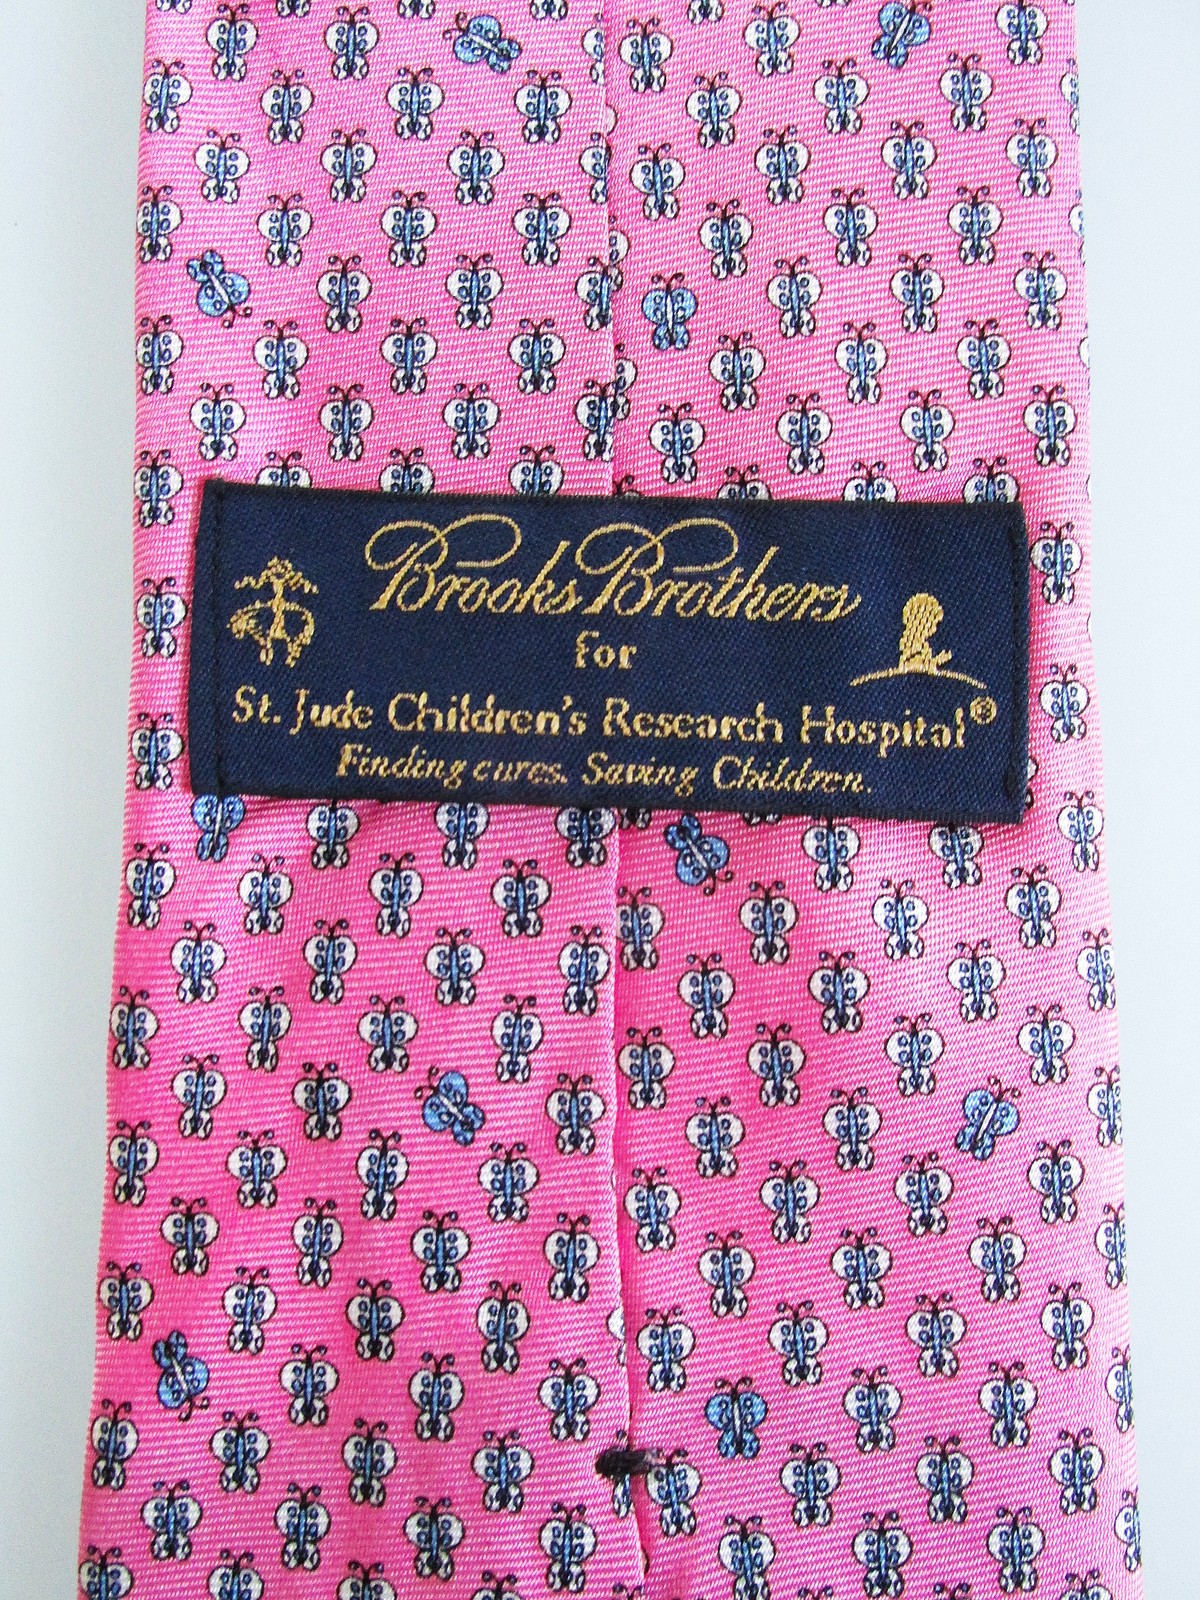 Brooks Brothers
for
St. Jude Children's Research Hospital®
Finding cures. Saving Children.